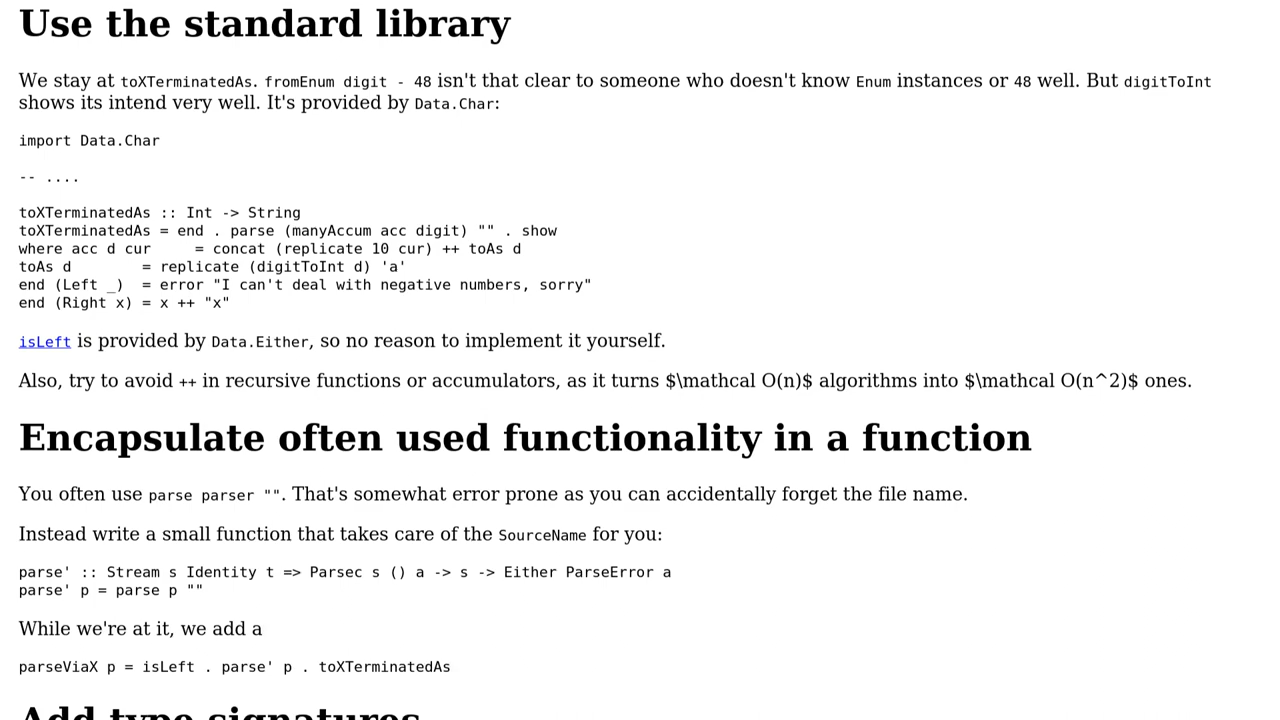 Use the standard library
We stay at toXTerminatedAs. fromEnum digit - 48 isn't that clear to someone who doesn't know Enum instances or 48 well. But digitToInt
shows its intend very well. It's provided by Data.Char:
import Data.Char
-- ....
toXTerminatedAs :: Int -> String
toXTerminatedAs = end . parse (manyAccum acc digit) "" . show
where acc d cur     = concat (replicate 10 cur) ++ toAs d
toAs d        = replicate (digitToInt d) 'a'
end (Left _)  = error "I can't deal with negative numbers, sorry"
end (Right x) = x ++ "x"
isLeft is provided by Data.Either, so no reason to implement it yourself.
Also, try to avoid ++ in recursive functions or accumulators, as it turns $\mathcal O(n)$ algorithms into $\mathcal O(n^2)$ ones.
Encapsulate often used functionality in a function
You often use parse parser "". That's somewhat error prone as you can accidentally forget the file name.
Instead write a small function that takes care of the SourceName for you:
parse' :: Stream s Identity t => Parsec s () a -> s -> Either ParseError a
parse' p = parse p ""
While we're at it, we add a
parseViaX p = isLeft . parse' p . toXTerminatedAs
Add type signatures